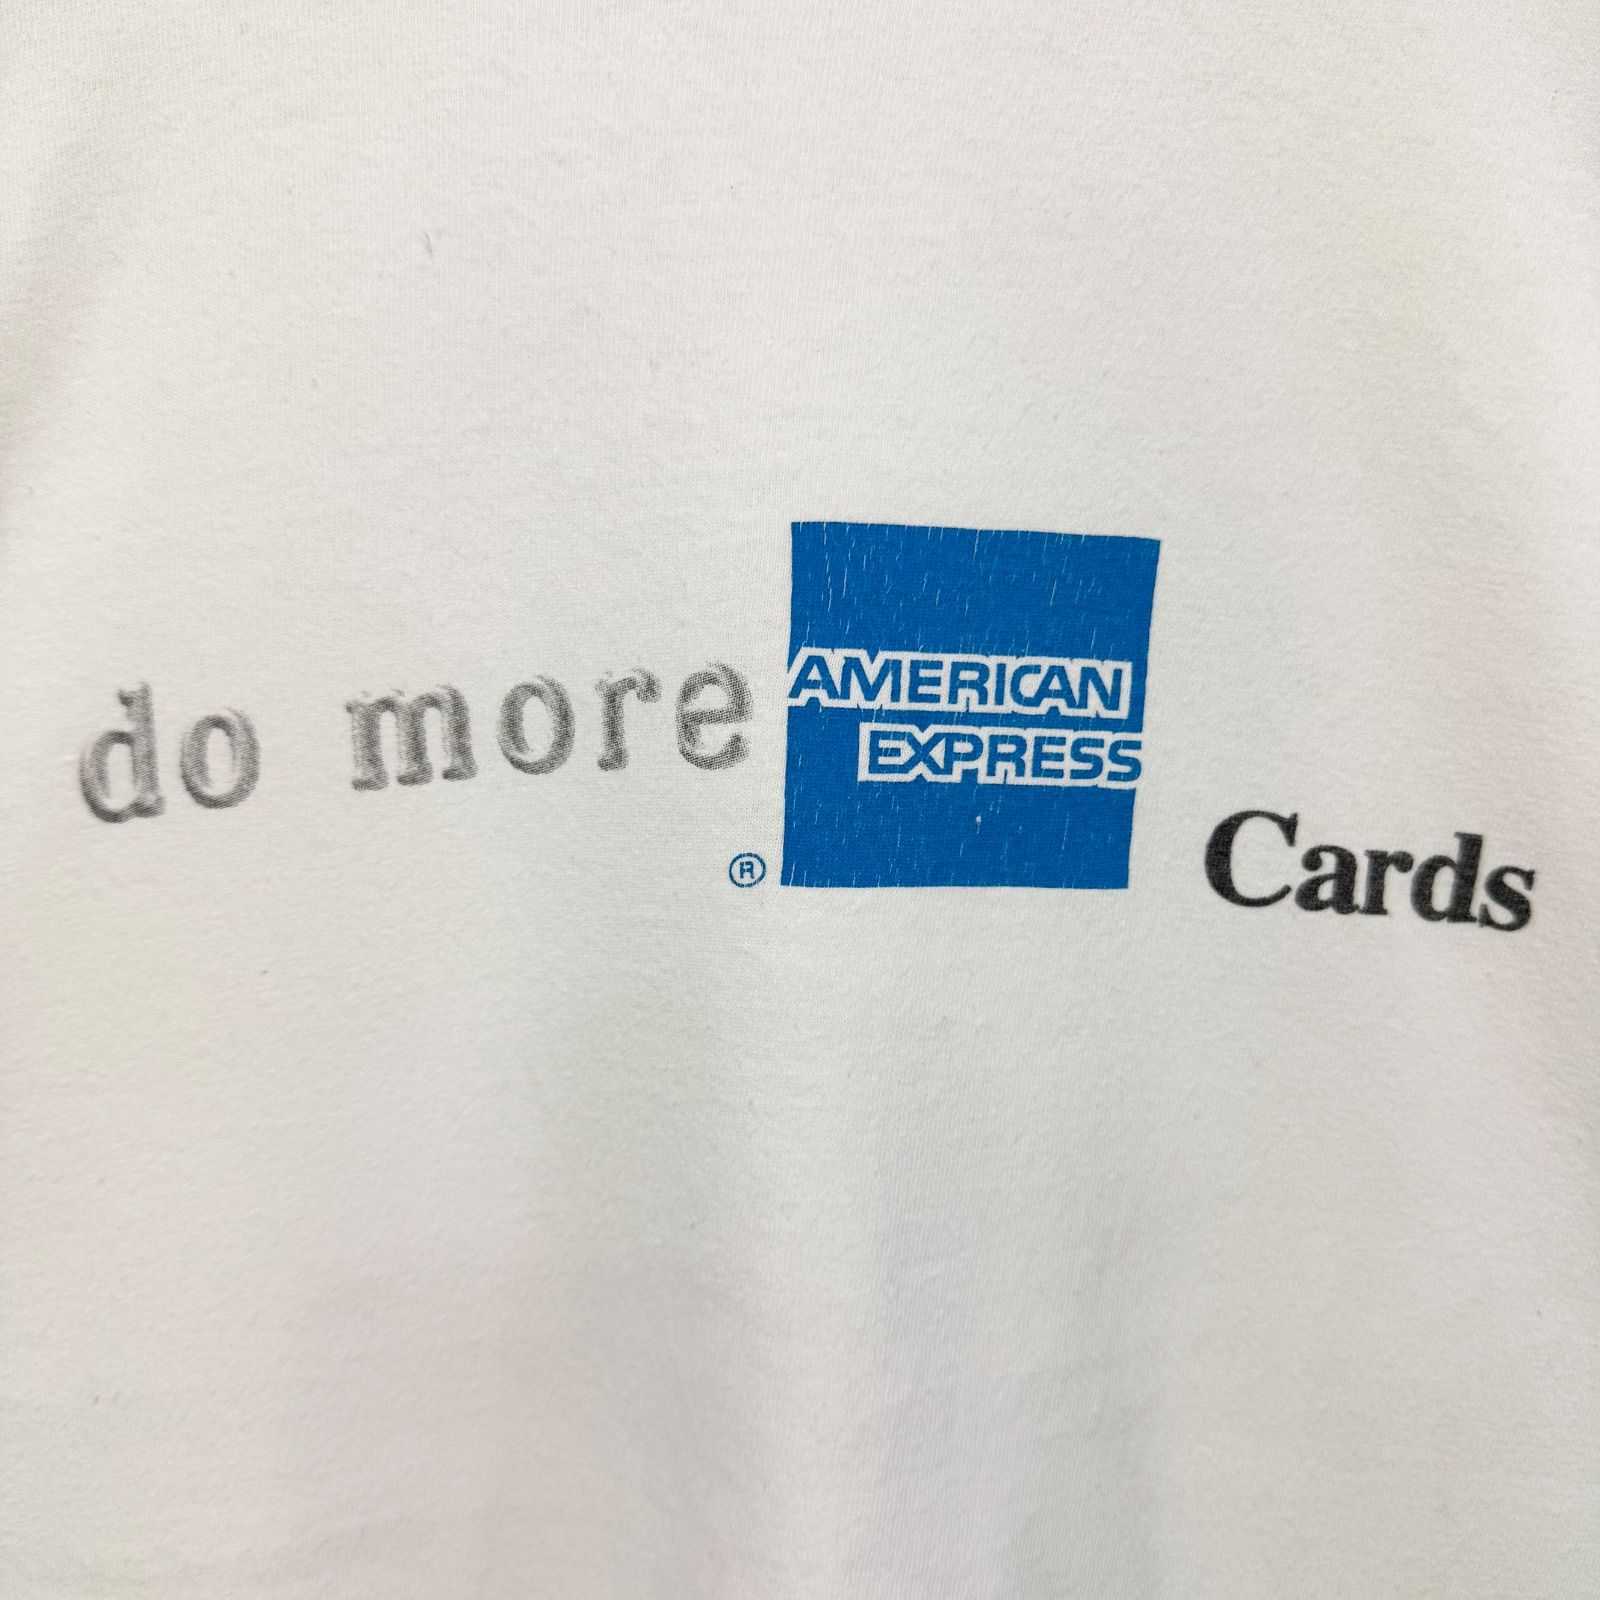 do more
AMERICAN
EXPRESS
®
Cards